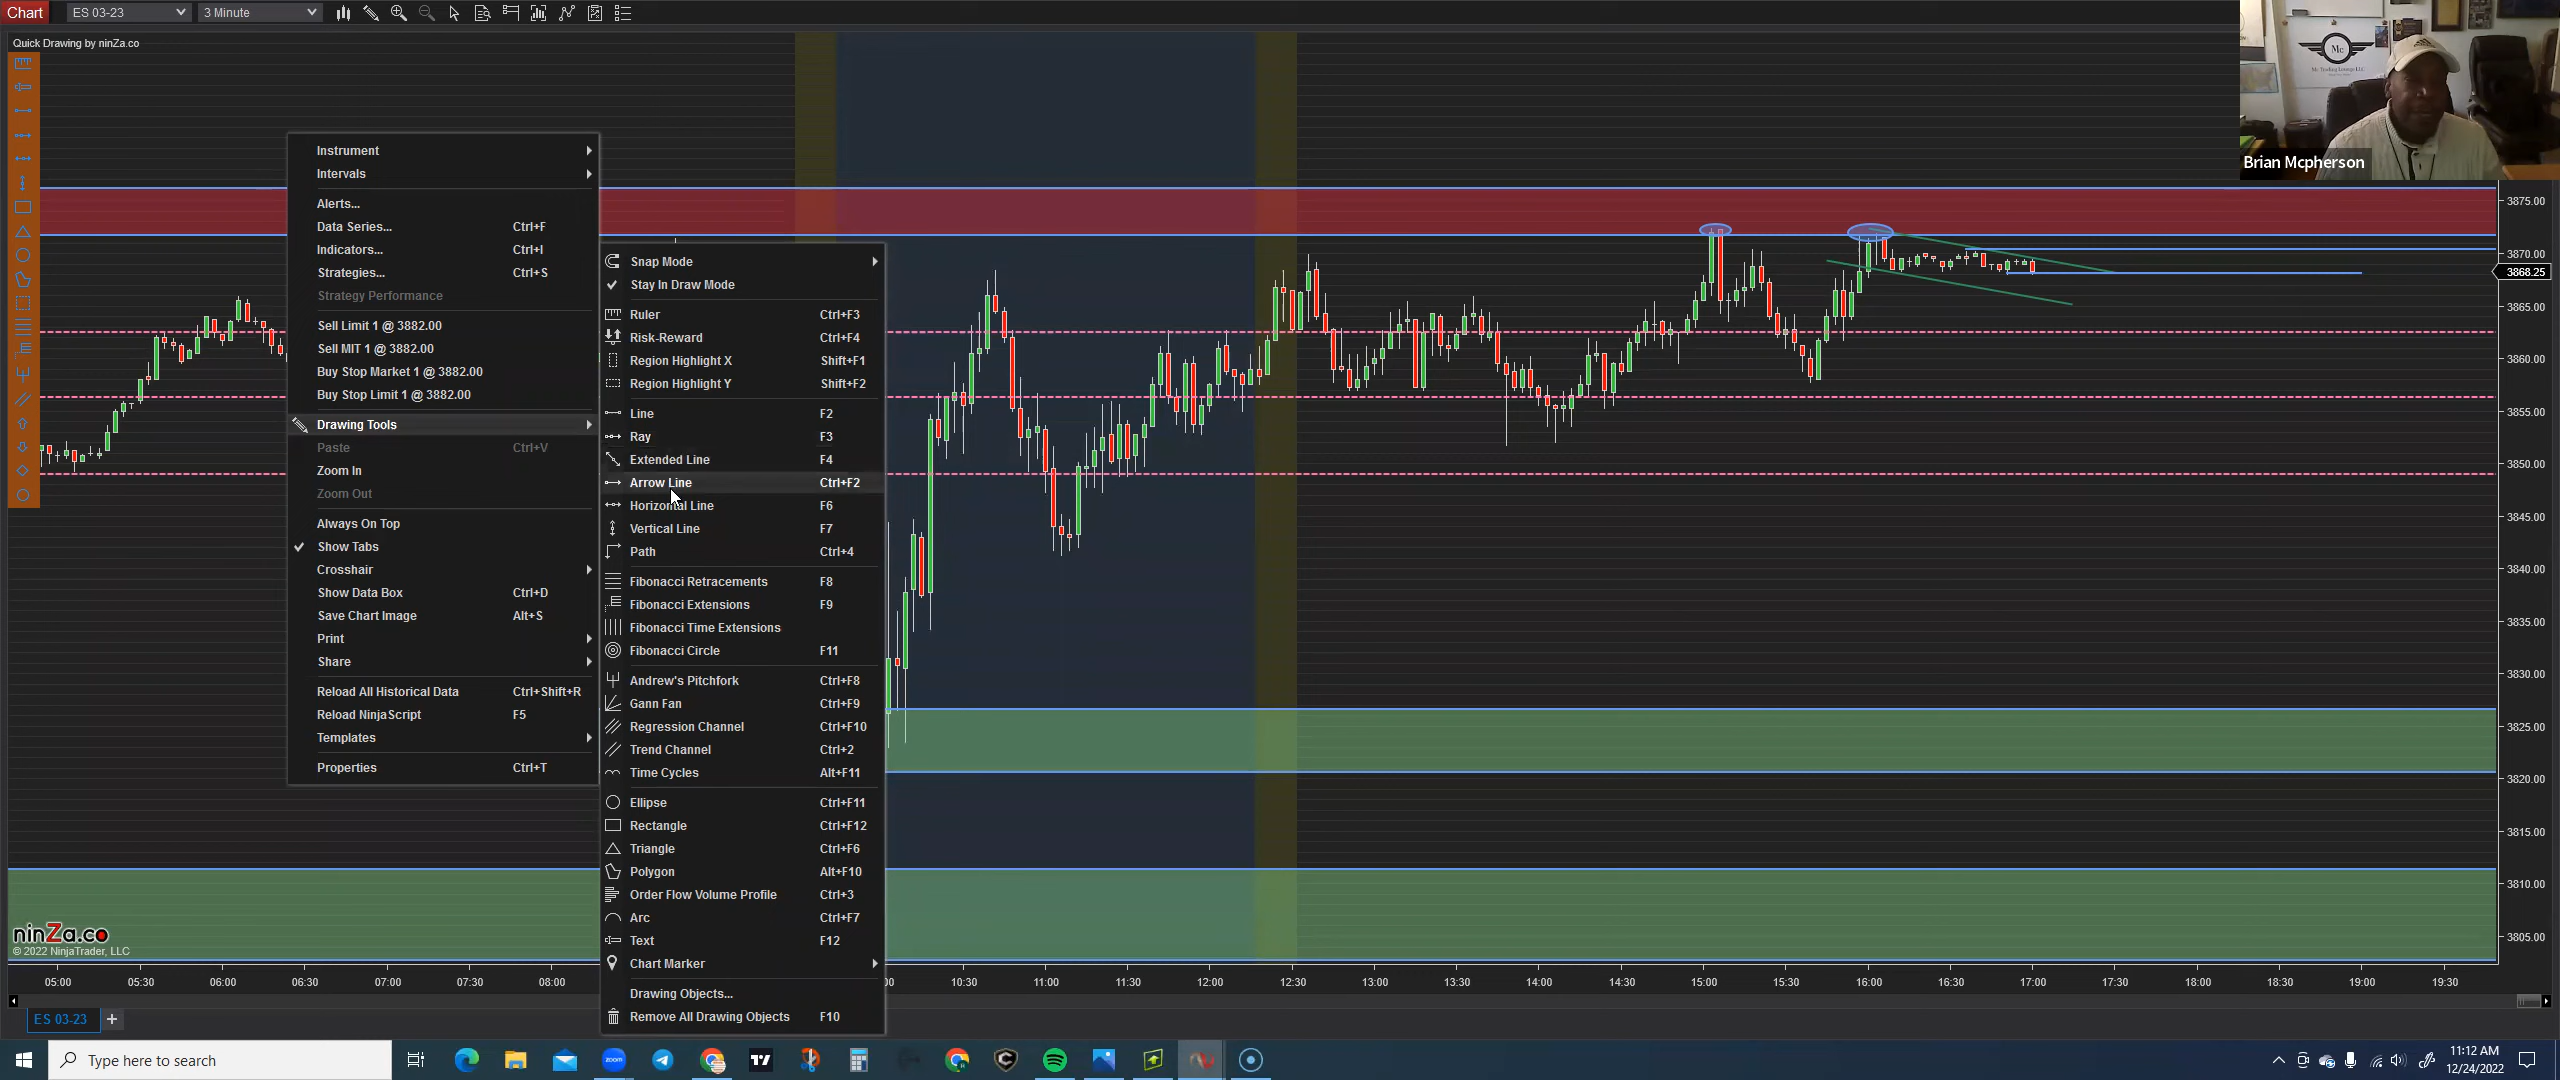 Chart
ES 03-23
3 Minute
Quick Drawing by ninZa.co
Mc
Mc Trading Lounge LLC
Brian Mcpherson
Instrument
Intervals
Alerts...
Data Series... Ctrl+F
Indicators... Ctrl+I
Strategies... Ctrl+S
Strategy Performance
Sell Limit 1 @ 3882.00
Sell MIT 1 @ 3882.00
Buy Stop Market 1 @ 3882.00
Buy Stop Limit 1 @ 3882.00
Drawing Tools
Paste Ctrl+V
Zoom In
Zoom Out
Always On Top
Show Tabs
Crosshair
Show Data Box Ctrl+D
Save Chart Image Alt+S
Print
Share
Reload All Historical Data Ctrl+Shift+R
Reload NinjaScript F5
Templates
Properties Ctrl+T
Snap Mode
Stay In Draw Mode
Ruler Ctrl+F3
Risk-Reward Ctrl+F4
Region Highlight X Shift+F1
Region Highlight Y Shift+F2
Line F2
Ray F3
Extended Line F4
Arrow Line Ctrl+F2
Horizontal Line F6
Vertical Line F7
Path Ctrl+4
Fibonacci Retracements F8
Fibonacci Extensions F9
Fibonacci Time Extensions
Fibonacci Circle F11
Andrew's Pitchfork Ctrl+F8
Gann Fan Ctrl+F9
Regression Channel Ctrl+F10
Trend Channel Ctrl+2
Time Cycles Alt+F11
Ellipse Ctrl+F11
Rectangle Ctrl+F12
Triangle Ctrl+F6
Polygon Alt+F10
Order Flow Volume Profile Ctrl+3
Arc Ctrl+F7
Text F12
Chart Marker
Drawing Objects...
Remove All Drawing Objects F10
3875.00
3870.00
3868.25
3865.00
3860.00
3855.00
3850.00
3845.00
3840.00
3835.00
3830.00
3825.00
3820.00
3815.00
3810.00
3805.00
ninZa.co
© 2022 NinjaTrader, LLC
05:00 05:30 06:00 06:30 07:00 07:30 08:00 00 10:30 11:00 11:30 12:00 12:30 13:00 13:30 14:00 14:30 15:00 15:30 16:00 16:30 17:00 17:30 18:00 18:30 19:00 19:30
ES 03-23 +
Type here to search
zoom
11:12 AM
12/24/2022